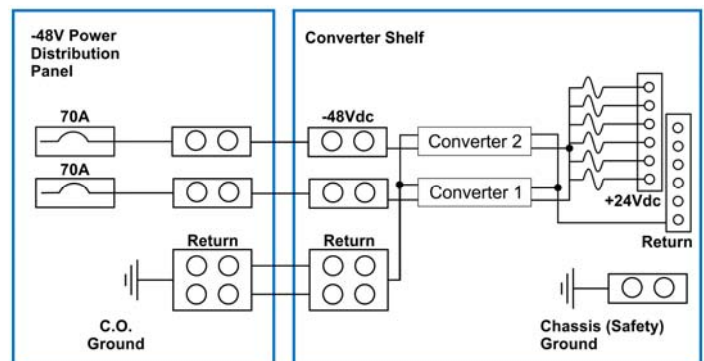 -48V Power
Distribution
Panel
Converter Shelf
70A
-48Vdc
Converter 2
70A
Converter 1
+24Vdc
Return
Return
Return
C.O.
Ground
Chassis (Safety)
Ground